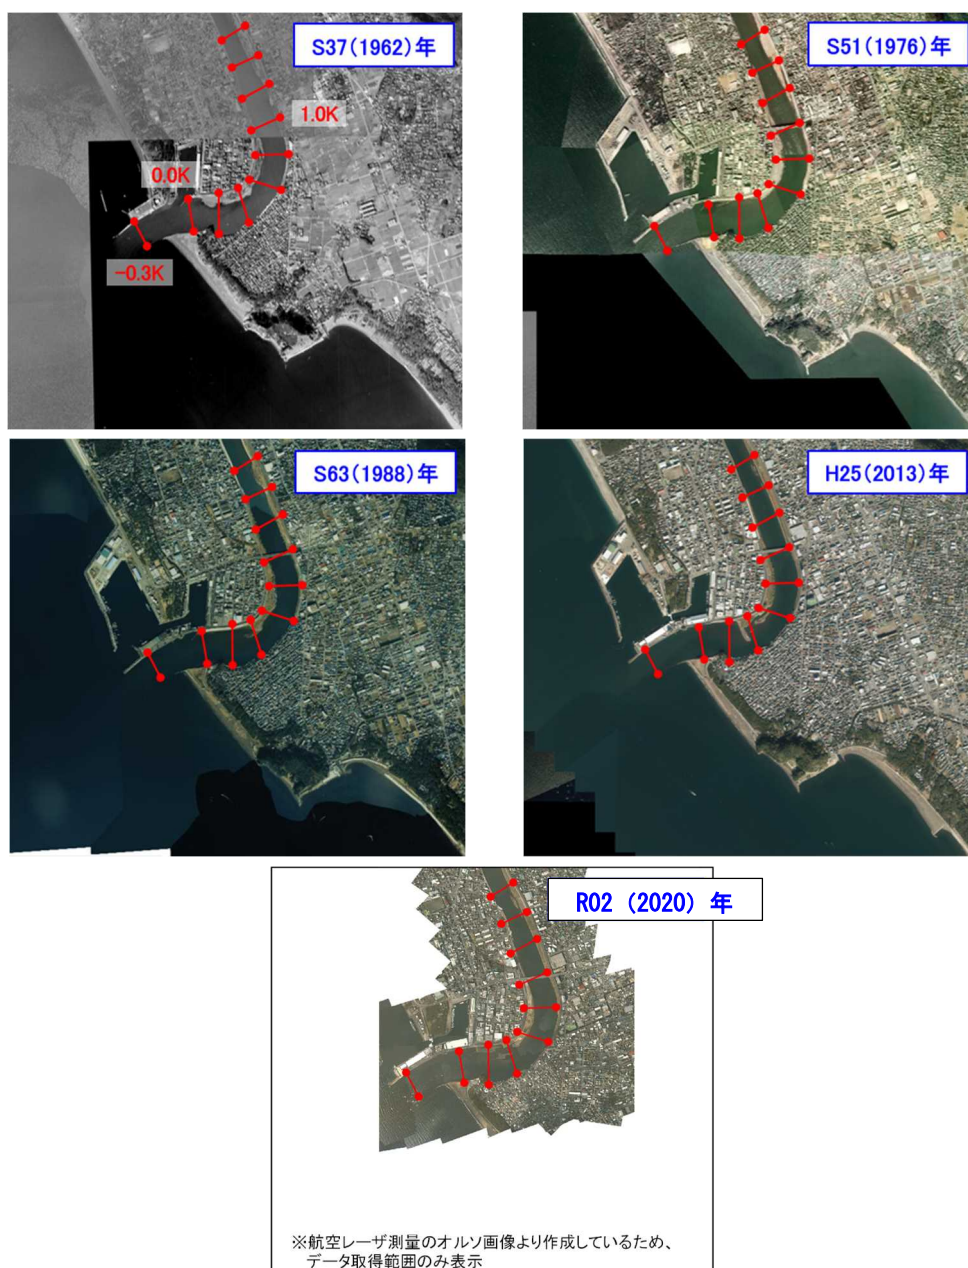 S37(1962)年
S51(1976)年
1.0K
0.0K
−0.3K
S63(1988)年
H25(2013)年
R02 (2020) 年
※航空レーザ測量のオルソ画像より作成しているため、
データ取得範囲のみ表示